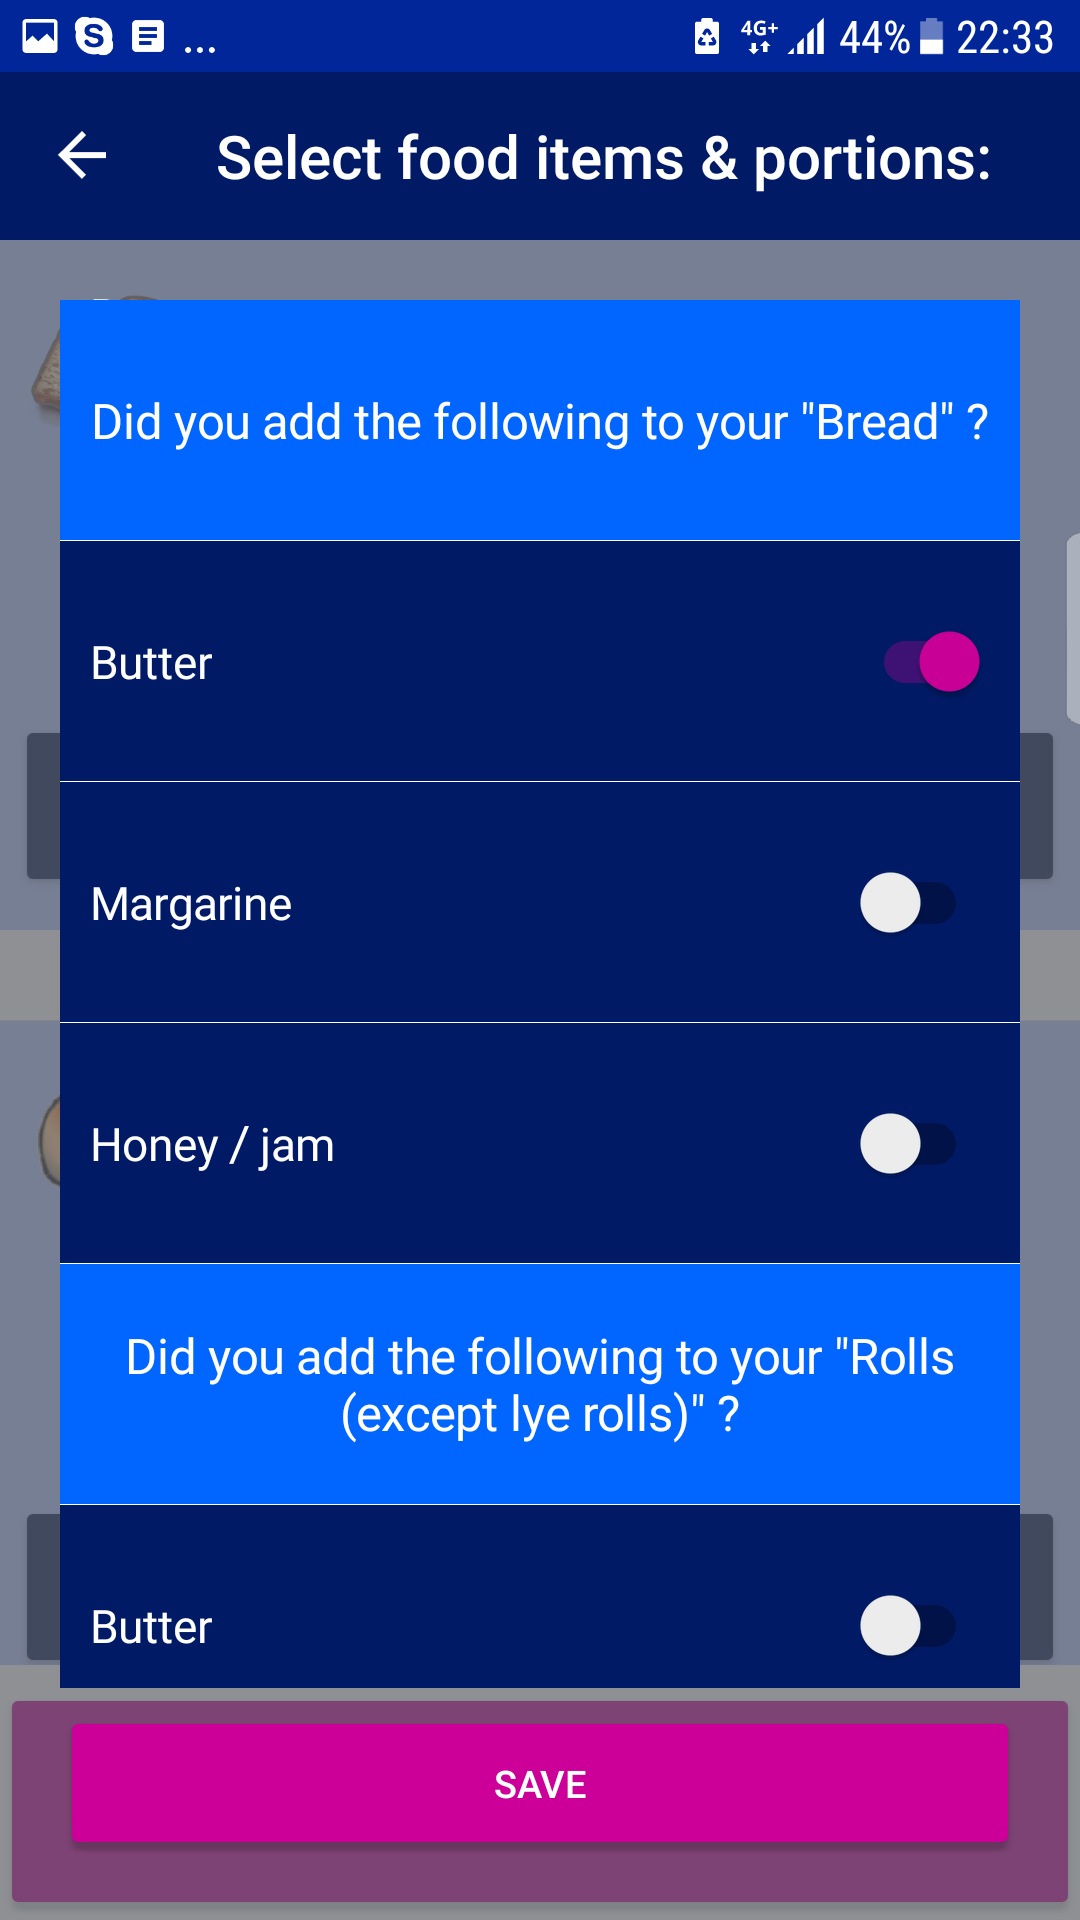 ... 4G+ 44% 22:33
Select food items & portions:
Did you add the following to your "Bread" ?
Butter
Margarine
Honey / jam
Did you add the following to your "Rolls
(except lye rolls)" ?
Butter
SAVE